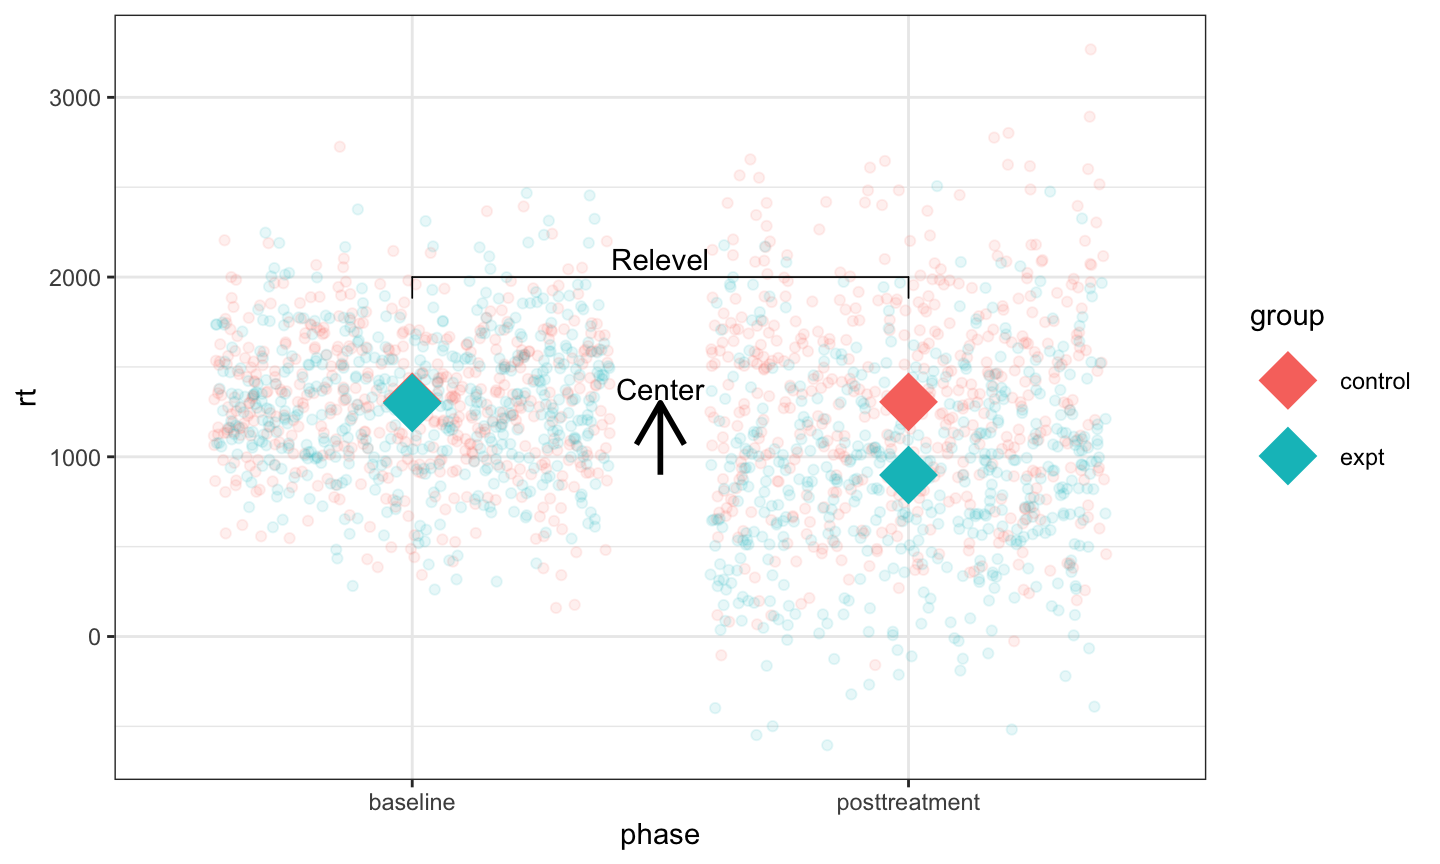 3000
2000
1000
0
rt
Relevel
Center
baseline
posttreatment
phase
group
control
expt